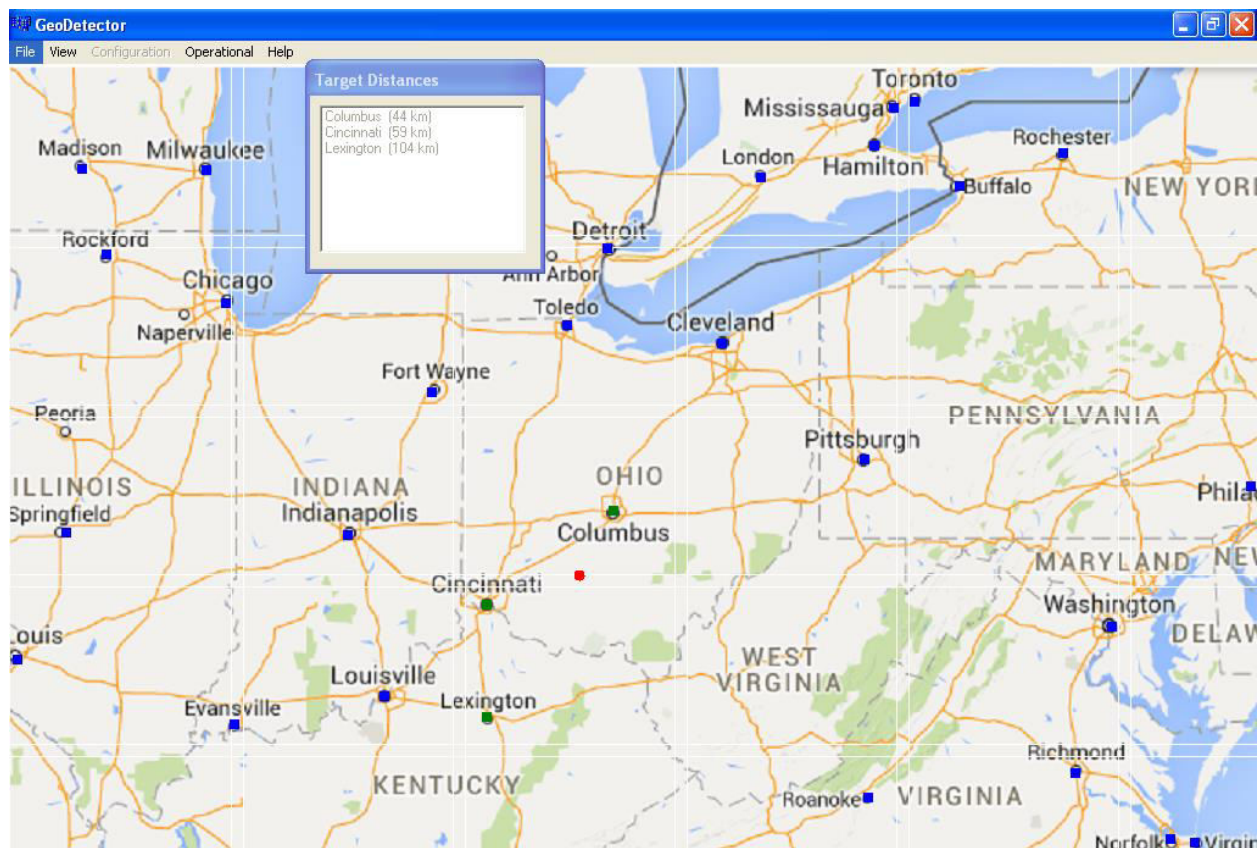 GeoDetector
File View Configuration Operational Help
Target Distances
Columbus (44 km)
Cincinnati (59 km)
Lexington (104 km)
Toronto
Mississauga
Rochester
Madison
Milwaukee
London
Hamilton
Buffalo
NEW YORK
Rockford
Detroit
Ann Arbor
Chicago
Toledo
Naperville
Cleveland
Fort Wayne
Peoria
PENNSYLVANIA
Pittsburgh
OHIO
ILLINOIS
INDIANA
Phila
Springfield
Indianapolis
Columbus
MARYLAND
NEW
Cincinnati
Washington
Louis
DELAW
WEST
VIRGINIA
Louisville
Lexington
Evansville
Richmond
KENTUCKY
Roanoke
VIRGINIA
Norfolk
Virgin